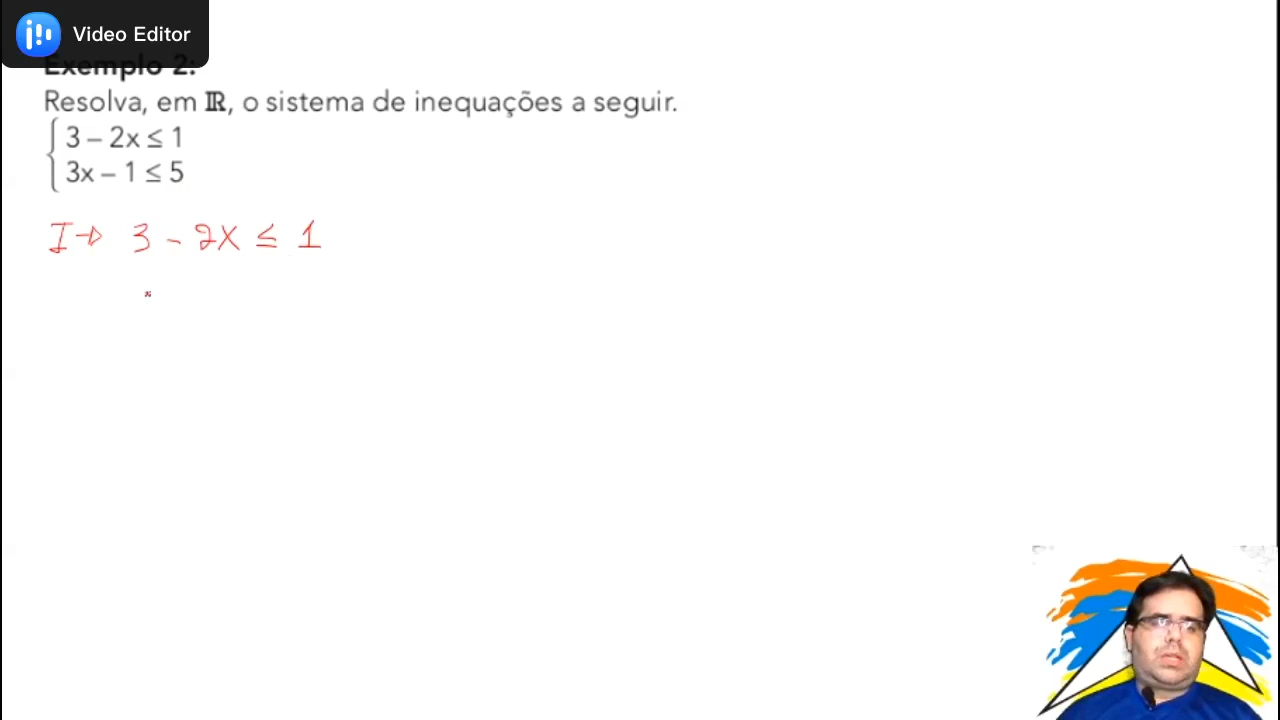 Video Editor
Exemplo 2:
Resolva, em ℝ, o sistema de inequações a seguir.
3 – 2x ≤ 1
3x – 1 ≤ 5
I → 3 - 2x ≤ 1